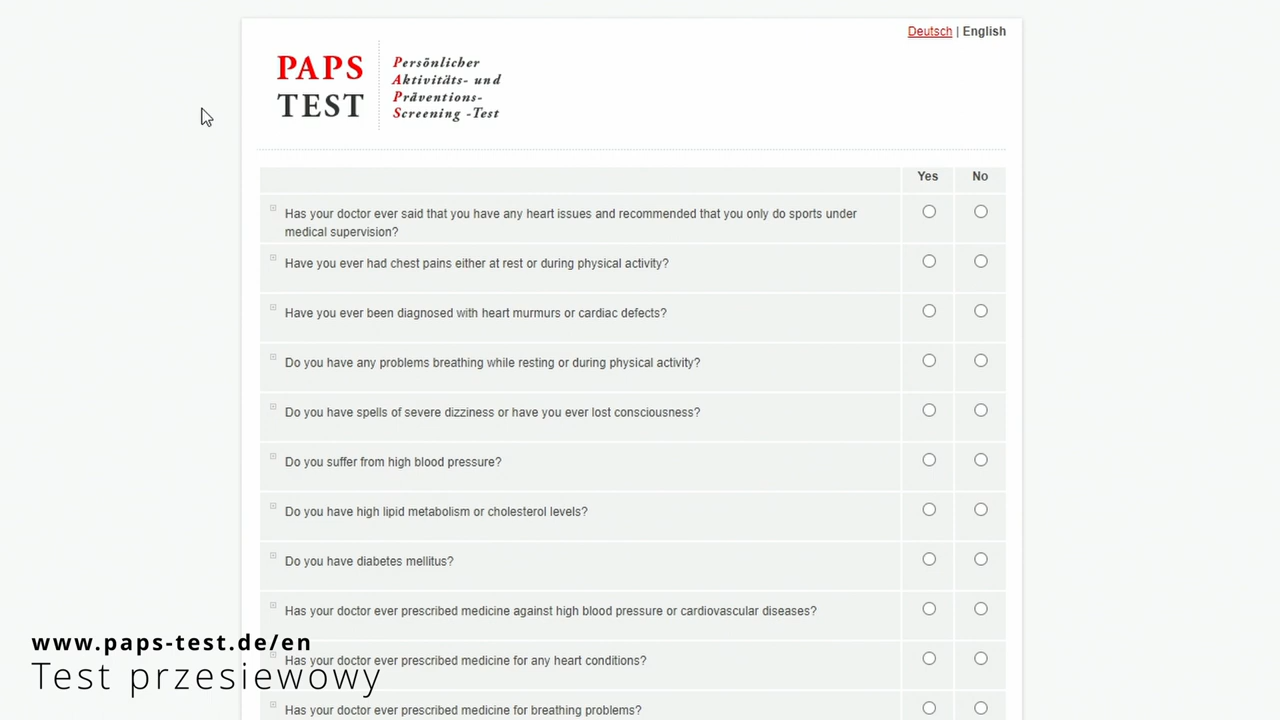 Deutsch | English
PAPS
TEST
Persönlicher
Aktivitäts- und
Präventions-
Screening -Test
Yes No
Has your doctor ever said that you have any heart issues and recommended that you only do sports under
medical supervision?
Have you ever had chest pains either at rest or during physical activity?
Have you ever been diagnosed with heart murmurs or cardiac defects?
Do you have any problems breathing while resting or during physical activity?
Do you have spells of severe dizziness or have you ever lost consciousness?
Do you suffer from high blood pressure?
Do you have high lipid metabolism or cholesterol levels?
Do you have diabetes mellitus?
Has your doctor ever prescribed medicine against high blood pressure or cardiovascular diseases?
Has your doctor ever prescribed medicine for any heart conditions?
Has your doctor ever prescribed medicine for breathing problems?
www.paps-test.de/en
Test przesiewowy